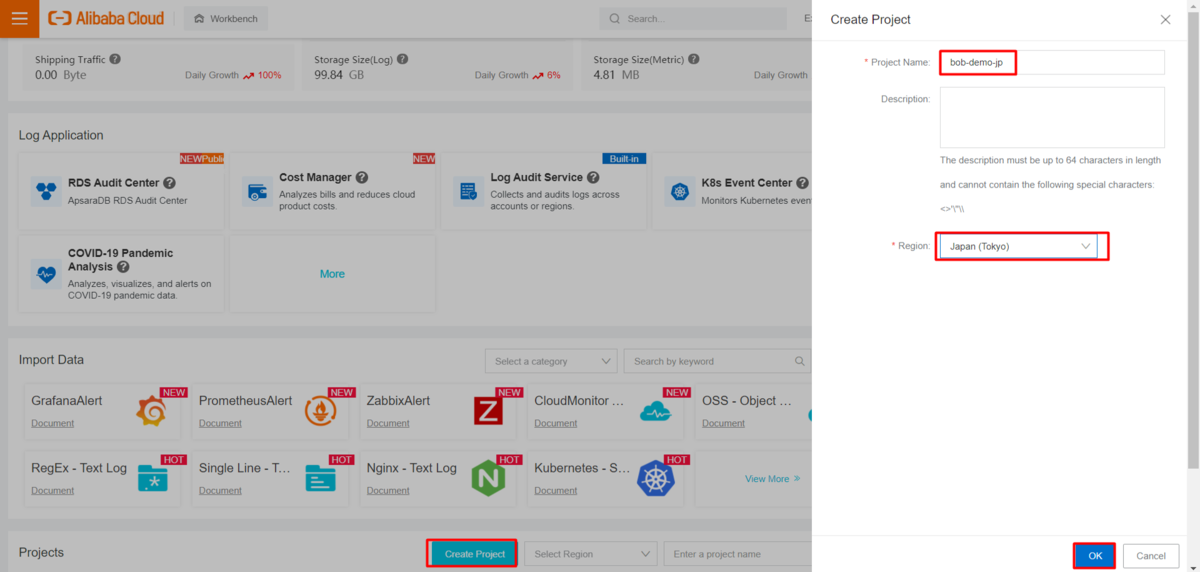 Alibaba Cloud
Workbench
Search...
Shipping Traffic ?
0.00 Byte
Daily Growth 100%
Storage Size(Log) ?
99.84 GB
Daily Growth 6%
Storage Size(Metric) ?
4.81 MB
Daily Growth
Log Application
NEW
RDS Audit Center ?
ApsaraDB RDS Audit Center
NEW
Cost Manager ?
Analyzes bills and reduces cloud
product costs.
Built-in
Log Audit Service ?
Collects and audits logs across
accounts or regions.
K8s Event Center ?
Monitors Kubernetes
COVID-19 Pandemic
Analysis ?
Analyzes, visualizes, and alerts on
COVID-19 pandemic data.
More
Import Data
Select a category
Search by keyword
GrafanaAlert
NEW
Document
PrometheusAlert
NEW
Document
ZabbixAlert
NEW
Z
Document
CloudMonitor ...
NEW
Document
OSS - Object ...
Document
RegEx - Text Log
HOT
.*
Document
Single Line - T...
HOT
Document
Nginx - Text Log
HOT
N
Document
Kubernetes - S...
HOT
Document
View More »
Projects
Create Project
Select Region
Enter a project name
Create Project
* Project Name:
bob-demo-jp
Description:
The description must be up to 64 characters in length
and cannot contain the following special characters:
<>'\"\\
* Region:
Japan (Tokyo)
OK
Cancel